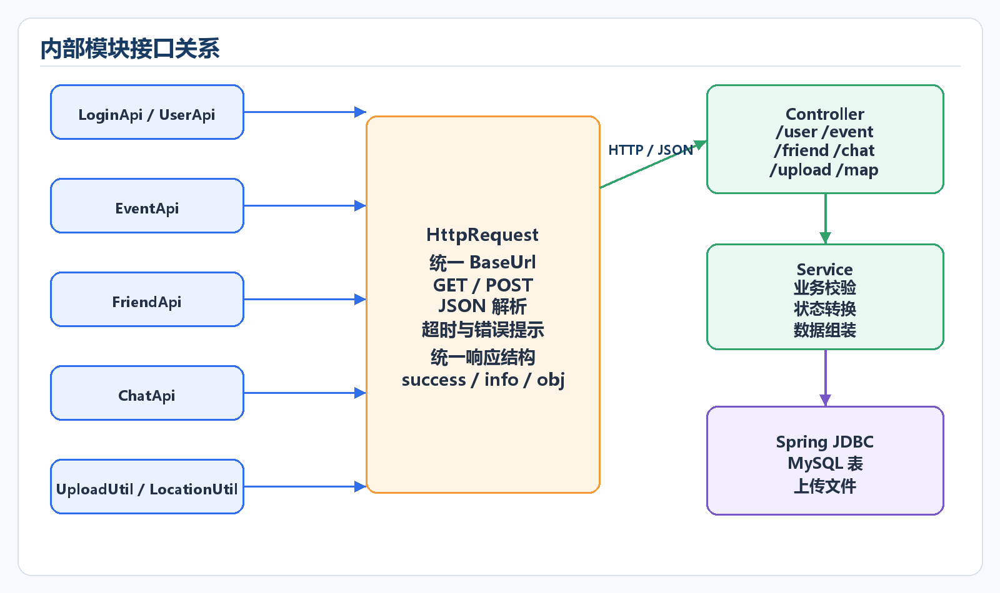 内部模块接口关系
LoginApi / UserApi
EventApi
FriendApi
ChatApi
UploadUtil / LocationUtil
HttpRequest
统一 BaseUrl
GET / POST
JSON 解析
超时与错误提示
统一响应结构
success / info / obj
HTTP / JSON
Controller
/user /event
/friend /chat
/upload /map
Service
业务校验
状态转换
数据组装
Spring JDBC
MySQL 表
上传文件